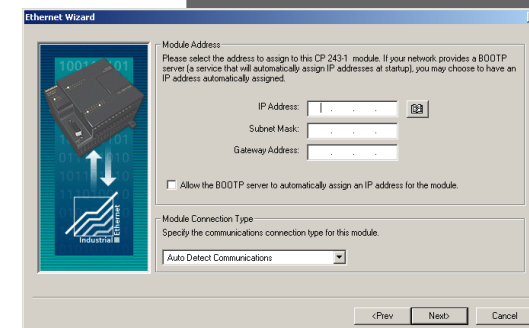 Ethernet Wizard
Module Address
Please select the address to assign to this CP 243-1 module. If your network provides a BOOTP
server (a service that will automatically assign IP addresses at startup), you may choose to have an
IP address automatically assigned.
IP Address:
Subnet Mask:
Gateway Address:
Allow the BOOTP server to automatically assign an IP address for the module.
Industrial
Ethernet
Module Connection Type
Specify the communications connection type for this module.
Auto Detect Communications
<Prev Next> Cancel